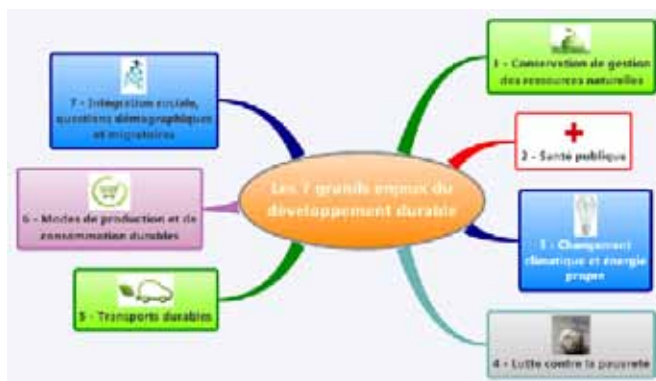 Les 7 grands enjeux du
développement durable
1 - Conservation de gestion
des ressources naturelles
2 - Santé publique
3 - Changement
climatique et énergie
propre
4 - Lutte contre la pauvreté
5 - Transports durables
6 - Modes de production et de
consommation durables
7 - Intégration sociale,
questions démographiques
et migratoires